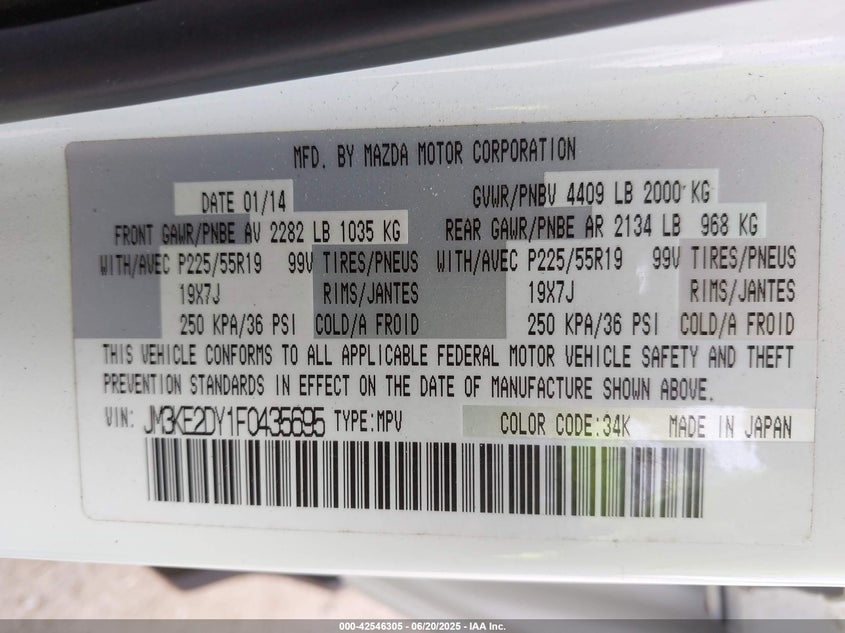 MFD. BY MAZDA MOTOR CORPORATION
DATE 01/14 GVWR/PNBV 4409 LB 2000 KG
FRONT GAWR/PNBE AV 2282 LB 1035 KG REAR GAWR/PNBE AR 2134 LB 968 KG
WITH/AVEC P225/55R19 99V TIRES/PNEUS WITH/AVEC P225/55R19 99V TIRES/PNEUS
19X7J RIMS/JANTES 19X7J RIMS/JANTES
250 KPA/36 PSI COLD/A FROID 250 KPA/36 PSI COLD/A FROID
THIS VEHICLE CONFORMS TO ALL APPLICABLE FEDERAL MOTOR VEHICLE SAFETY AND THEFT
PREVENTION STANDARDS IN EFFECT ON THE DATE OF MANUFACTURE SHOWN ABOVE.
VIN: JM3KE2DY1F0435695 TYPE:MPV COLOR CODE:34K MADE IN JAPAN
000-42546305 - 06/20/2025 - IAA Inc.